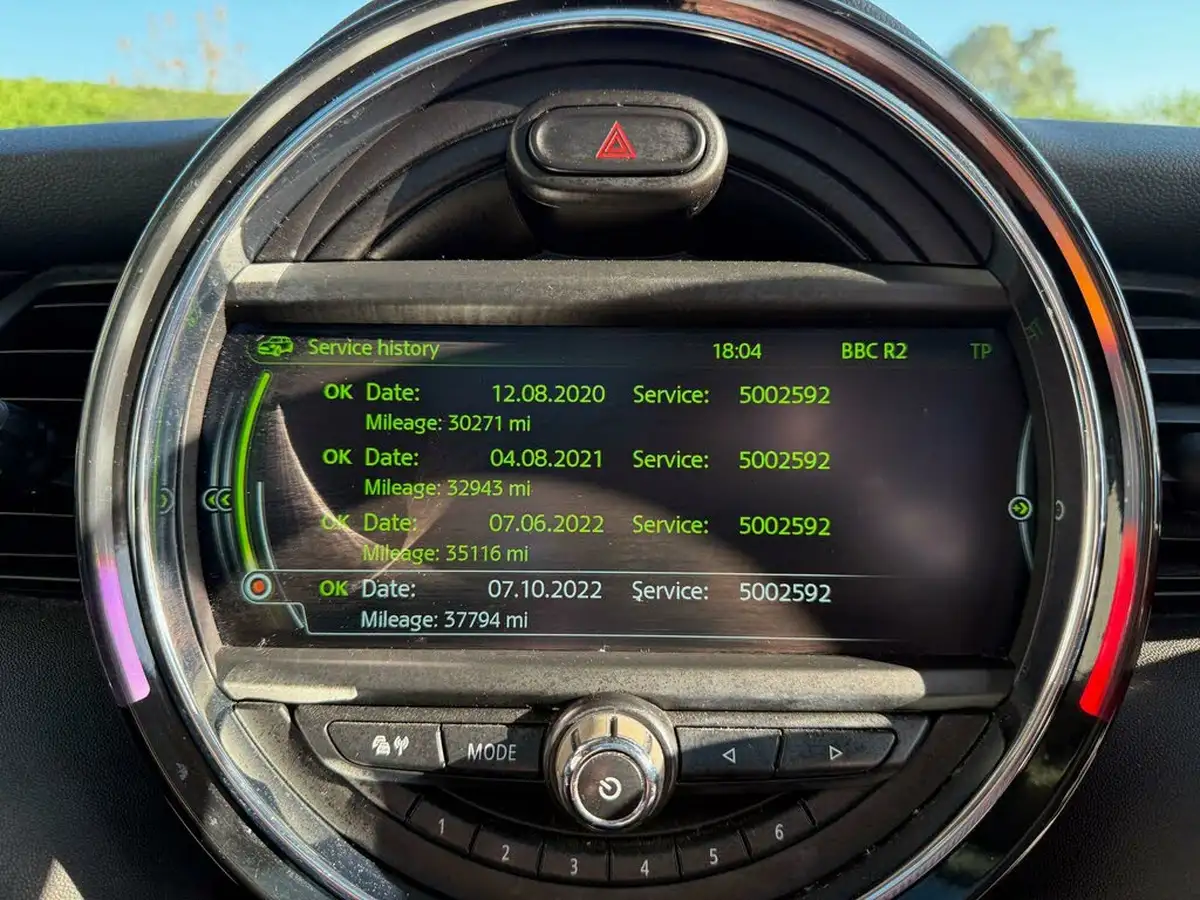 Service history 18:04 BBC R2 TP
OK Date: 12.08.2020 Service: 5002592
Mileage: 30271 mi
OK Date: 04.08.2021 Service: 5002592
Mileage: 32943 mi
OK Date: 07.06.2022 Service: 5002592
Mileage: 35116 mi
OK Date: 07.10.2022 Service: 5002592
Mileage: 37794 mi
MODE
1 2 3 4 5 6